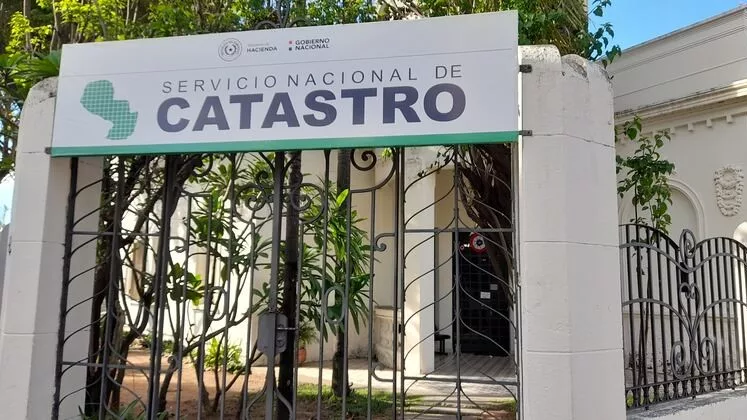 HACIENDA
GOBIERNO
NACIONAL
SERVICIO NACIONAL DE
CATASTRO